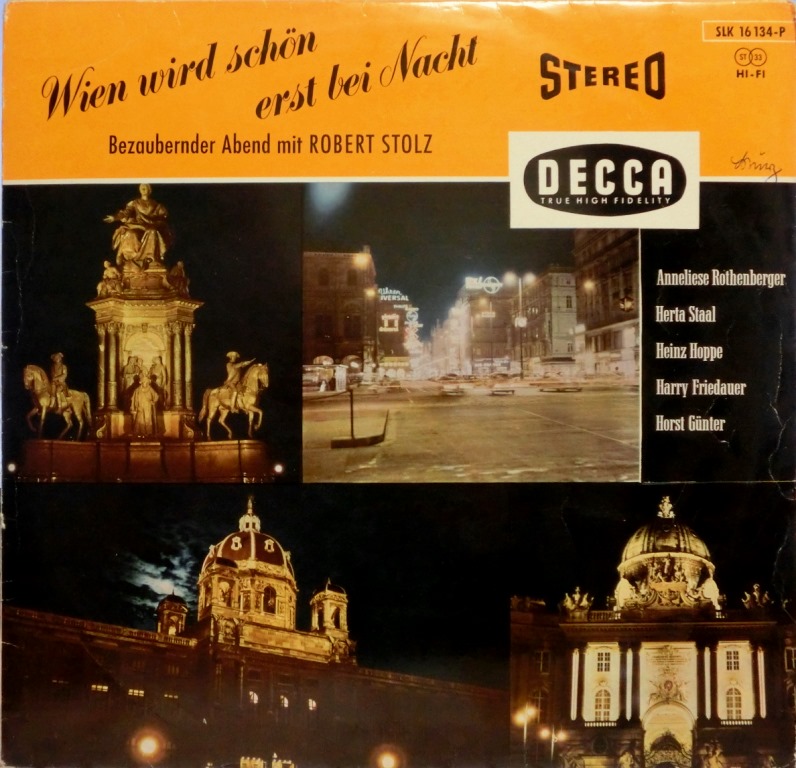 Wien wird schön
erst bei Nacht
Bezaubernder Abend mit ROBERT STOLZ
STEREO
SLK 16 134-P
ST 33
HI-FI
DECCA
TRUE HIGH FIDELITY
Anneliese Rothenberger
Herta Staal
Heinz Hoppe
Harry Friedauer
Horst Günter